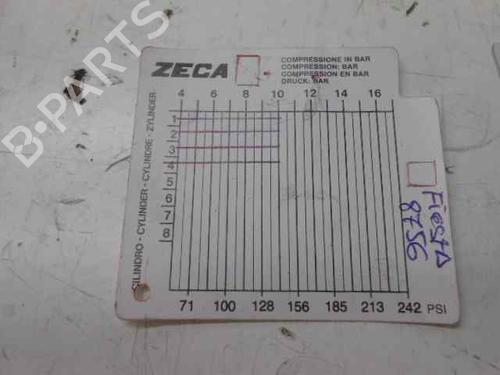 B-PARTS
ZECA
COMPRESSIONE IN BAR
COMPRESSION: BAR
COMPRESSION EN BAR
DRUCK: BAR
4 6 8 10 12 14 16
CILINDRO - CYLINDER - CYLINDRE - ZYLINDER
1
2
3
4
5
6
7
8
71 100 128 156 185 213 242 PSI
FiestA
8756